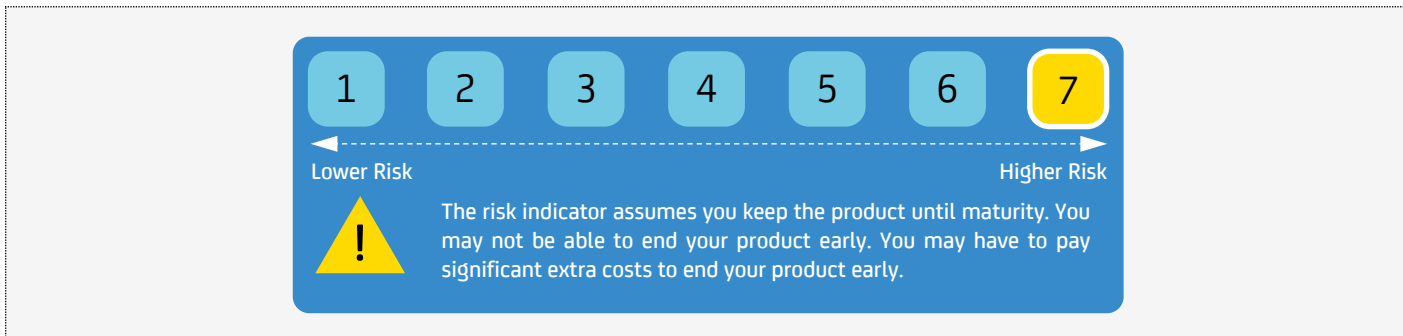 1 2 3 4 5 6 7
Lower Risk Higher Risk
!
The risk indicator assumes you keep the product until maturity. You
may not be able to end your product early. You may have to pay
significant extra costs to end your product early.